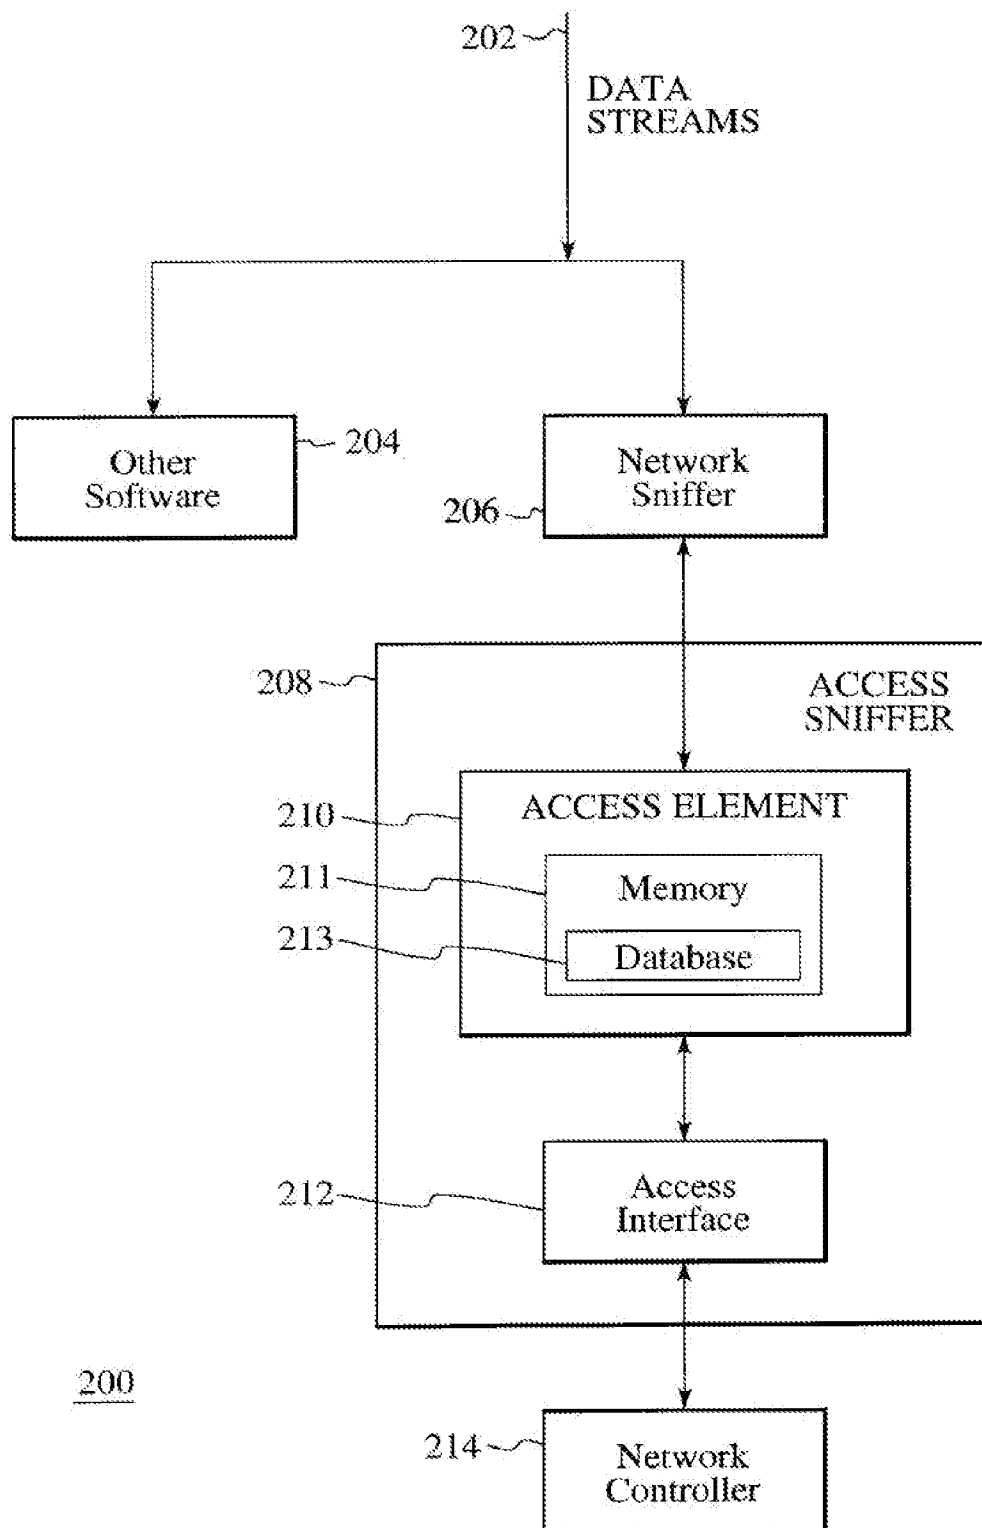 202
DATA
STREAMS
Other
Software
204
Network
Sniffer
206
208
ACCESS
SNIFFER
210
ACCESS ELEMENT
211
Memory
213
Database
212
Access
Interface
200
214
Network
Controller